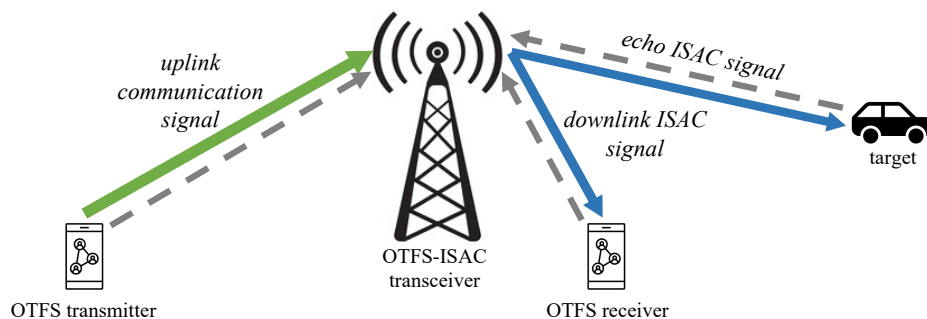 uplink
communication
signal
echo ISAC signal
downlink ISAC
signal
target
OTFS-ISAC
transceiver
OTFS transmitter
OTFS receiver